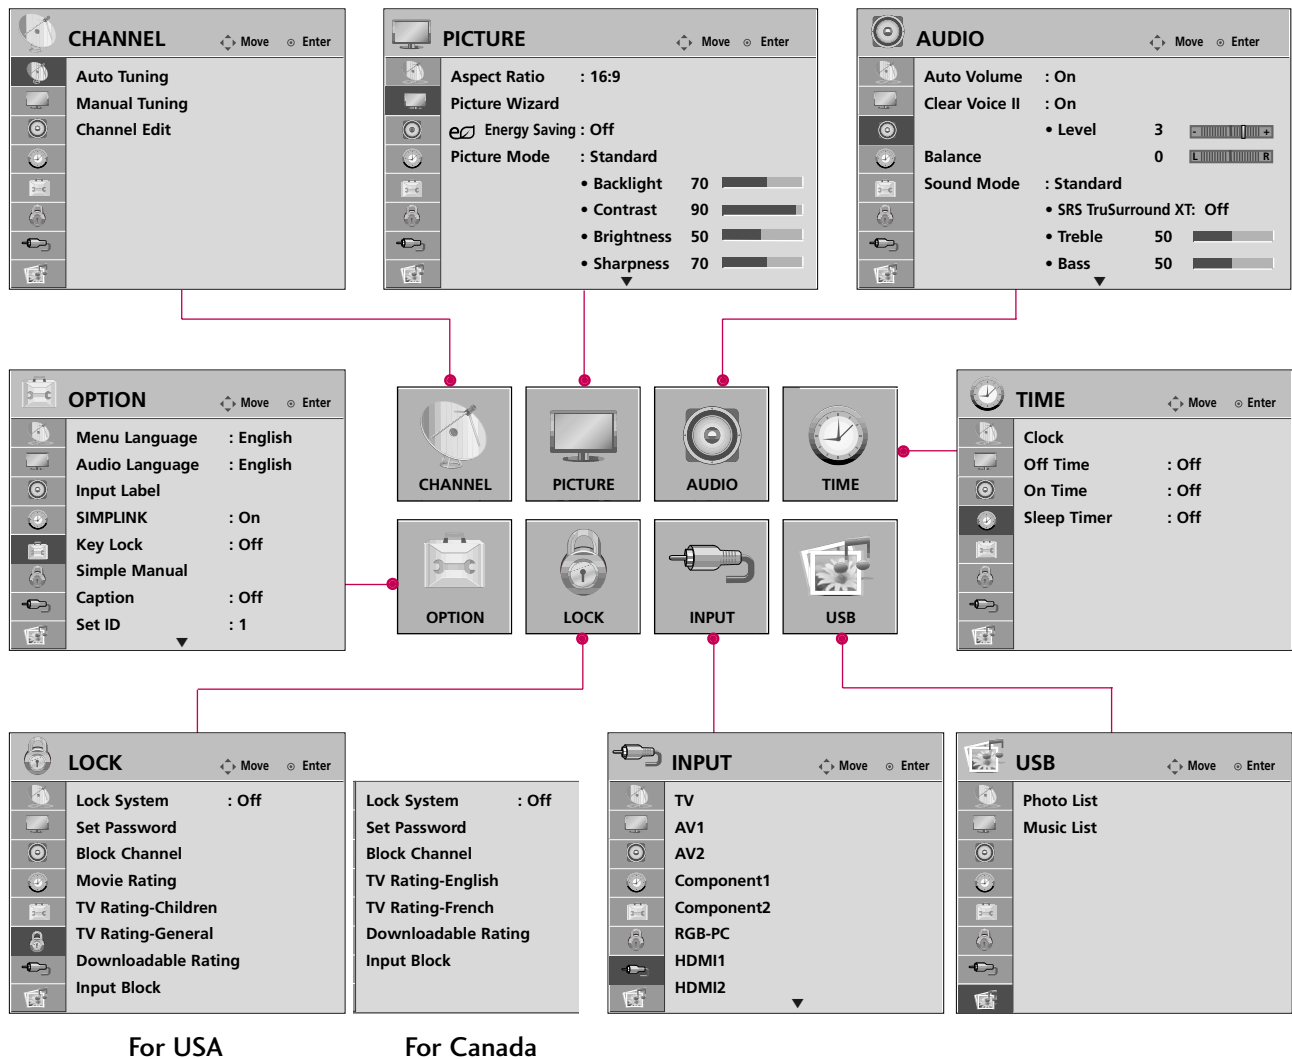 CHANNEL Move Enter
Auto Tuning
Manual Tuning
Channel Edit
PICTURE Move Enter
Aspect Ratio : 16:9
Picture Wizard
Energy Saving : Off
Picture Mode : Standard
• Backlight 70
• Contrast 90
• Brightness 50
• Sharpness 70
AUDIO Move Enter
Auto Volume : On
Clear Voice II : On
• Level 3 - +
Balance 0 L R
Sound Mode : Standard
• SRS TruSurround XT: Off
• Treble 50
• Bass 50
OPTION Move Enter
Menu Language : English
Audio Language : English
Input Label
SIMPLINK : On
Key Lock : Off
Simple Manual
Caption : Off
Set ID : 1
CHANNEL
PICTURE
AUDIO
TIME
OPTION
LOCK
INPUT
USB
TIME Move Enter
Clock
Off Time : Off
On Time : Off
Sleep Timer : Off
LOCK Move Enter
Lock System : Off
Set Password
Block Channel
Movie Rating
TV Rating-Children
TV Rating-General
Downloadable Rating
Input Block
For USA
Lock System : Off
Set Password
Block Channel
TV Rating-English
TV Rating-French
Downloadable Rating
Input Block
For Canada
INPUT Move Enter
TV
AV1
AV2
Component1
Component2
RGB-PC
HDMI1
HDMI2
USB Move Enter
Photo List
Music List